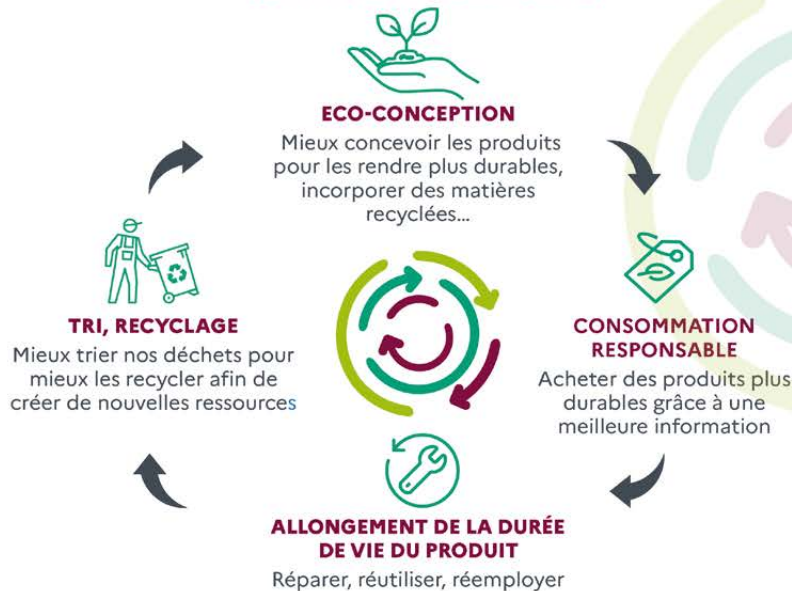 ECO-CONCEPTION
Mieux concevoir les produits
pour les rendre plus durables,
incorporer des matières
recyclées…
TRI, RECYCLAGE
Mieux trier nos déchets pour
mieux les recycler afin de
créer de nouvelles ressources
CONSOMMATION
RESPONSABLE
Acheter des produits plus
durables grâce à une
meilleure information
ALLONGEMENT DE LA DURÉE
DE VIE DU PRODUIT
Réparer, réutiliser, réemployer